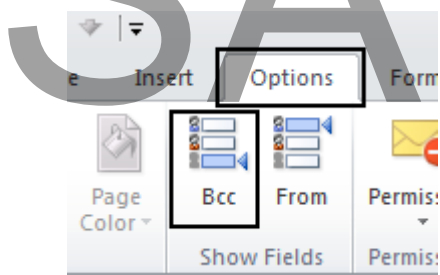 SA
e Insert Options Form
Page Color Bcc From Permiss
Show Fields Permiss